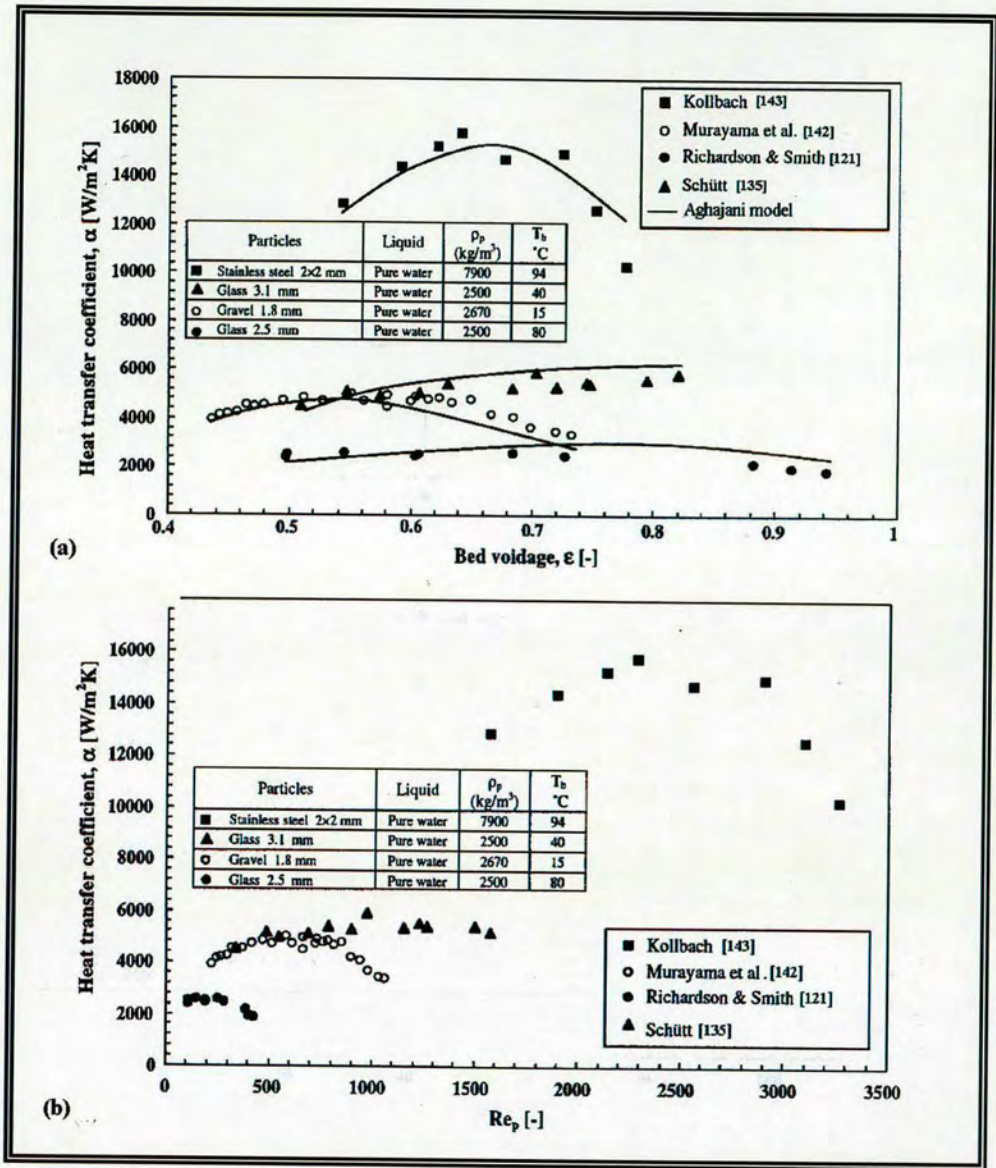 18000
16000
14000
12000
10000
8000
6000
4000
2000
0
Heat transfer coefficient, α [W/m²K]
■ Kollbach [143]
○ Murayama et al. [142]
● Richardson & Smith [121]
▲ Schütt [135]
— Aghajani model
Particles Liquid ρp (kg/m³) Tb °C
■ Stainless steel 2×2 mm Pure water 7900 94
▲ Glass 3.1 mm Pure water 2500 40
○ Gravel 1.8 mm Pure water 2670 15
● Glass 2.5 mm Pure water 2500 80
0.4 0.5 0.6 0.7 0.8 0.9 1
(a)
Bed voidage, ε [-]
16000
14000
12000
10000
8000
6000
4000
2000
0
Heat transfer coefficient, α [W/m²K]
Particles Liquid ρp (kg/m³) Tb °C
■ Stainless steel 2×2 mm Pure water 7900 94
▲ Glass 3.1 mm Pure water 2500 40
○ Gravel 1.8 mm Pure water 2670 15
● Glass 2.5 mm Pure water 2500 80
■ Kollbach [143]
○ Murayama et al. [142]
● Richardson & Smith [121]
▲ Schütt [135]
0 500 1000 1500 2000 2500 3000 3500
(b)
Rep [-]